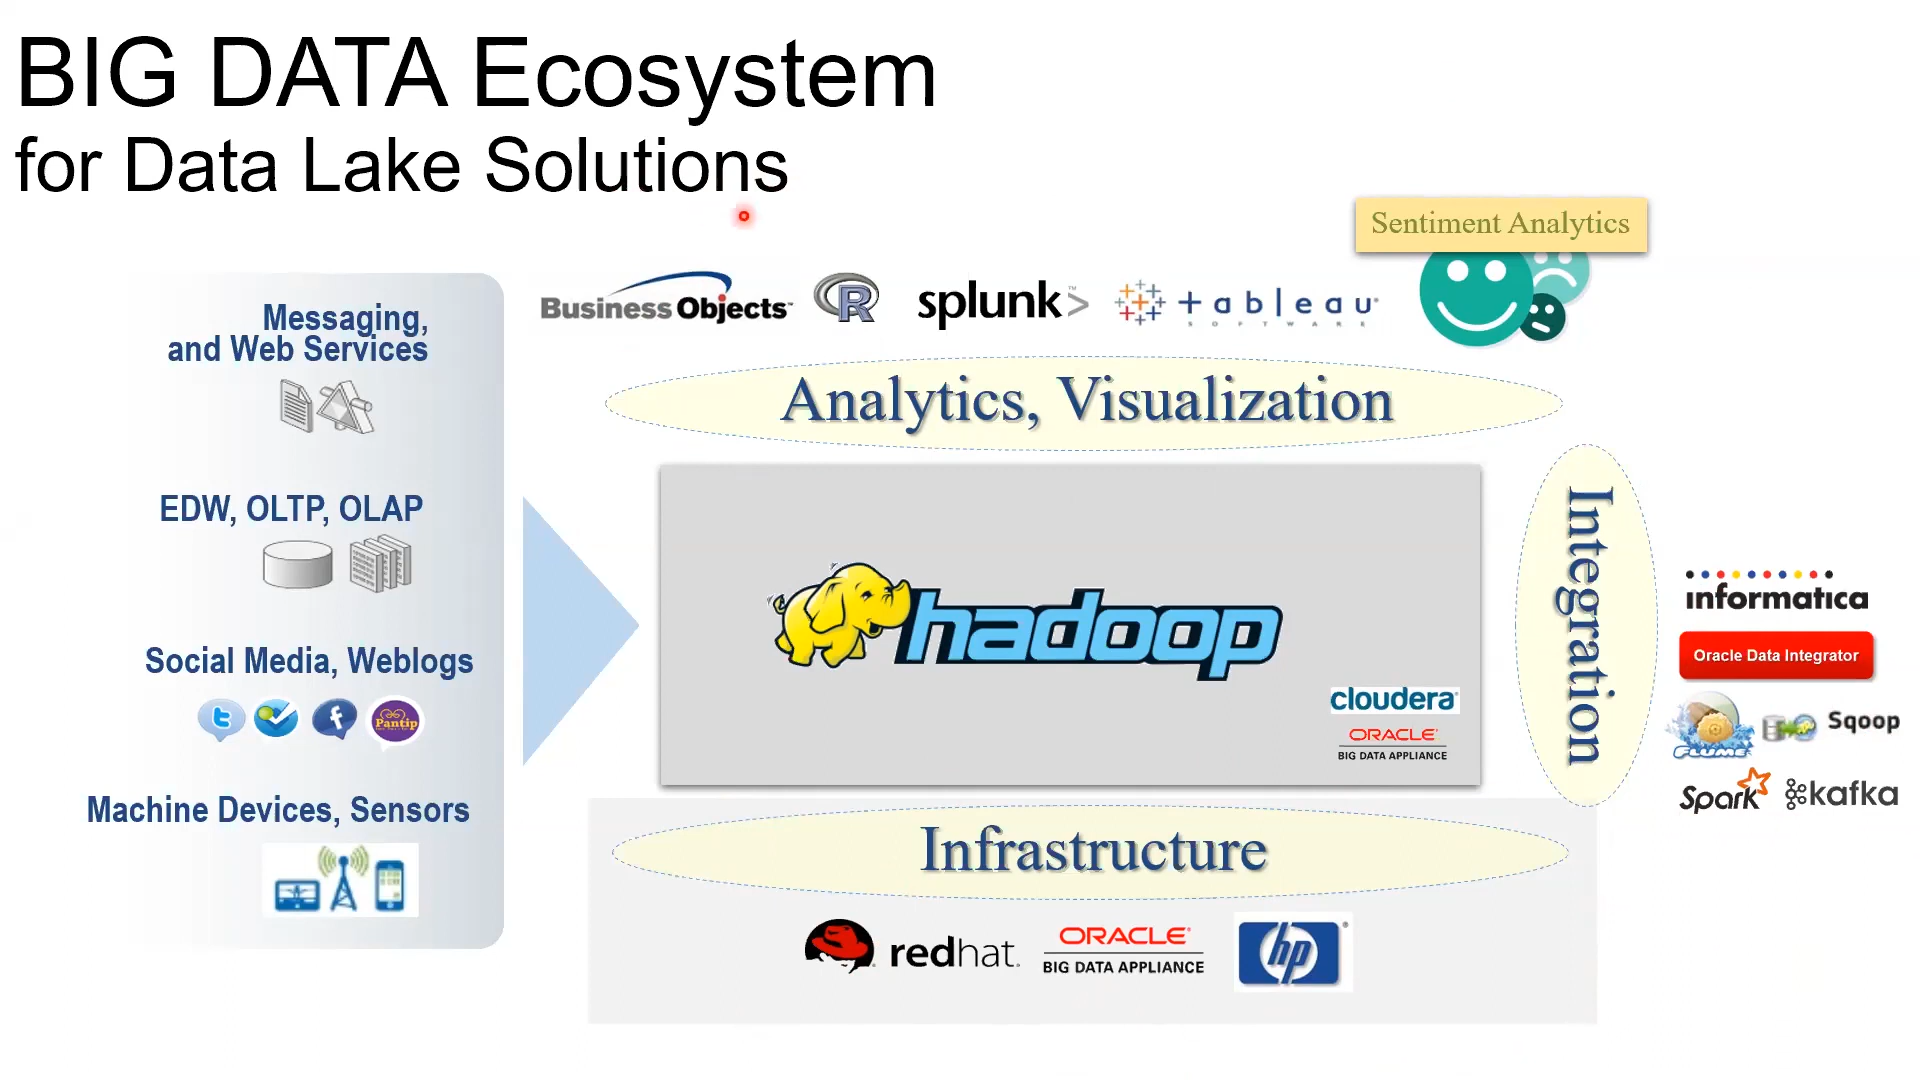 BIG DATA Ecosystem
for Data Lake Solutions
Messaging,
and Web Services
EDW, OLTP, OLAP
Social Media, Weblogs
Pantip
Machine Devices, Sensors
Business Objects
R
splunk>
+ a b l e a u
SOFTWARE
Sentiment Analytics
Analytics, Visualization
hadoop
cloudera
ORACLE
BIG DATA APPLIANCE
Integration
informatica
Oracle Data Integrator
FLUME
Sqoop
Spark
kafka
Infrastructure
redhat.
ORACLE
BIG DATA APPLIANCE
hp